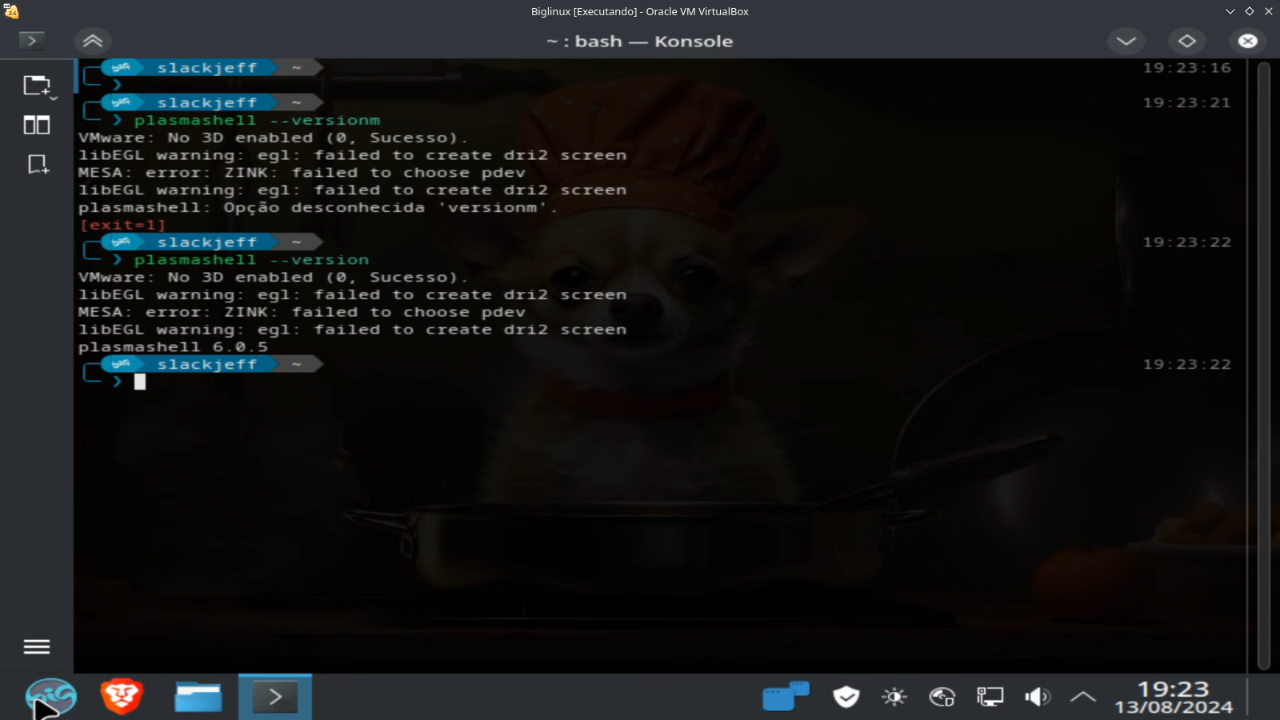 Biglinux [Executando] - Oracle VM VirtualBox
~ : bash — Konsole
slackjeff ~ 19:23:16
❯
slackjeff ~ 19:23:21
❯ plasmashell --versionm
VMware: No 3D enabled (0, Sucesso).
libEGL warning: egl: failed to create dri2 screen
MESA: error: ZINK: failed to choose pdev
libEGL warning: egl: failed to create dri2 screen
plasmashell: Opção desconhecida 'versionm'.
[exit=1]
slackjeff ~ 19:23:22
❯ plasmashell --version
VMware: No 3D enabled (0, Sucesso).
libEGL warning: egl: failed to create dri2 screen
MESA: error: ZINK: failed to choose pdev
libEGL warning: egl: failed to create dri2 screen
plasmashell 6.0.5
slackjeff ~ 19:23:22
❯
19:23
13/08/2024